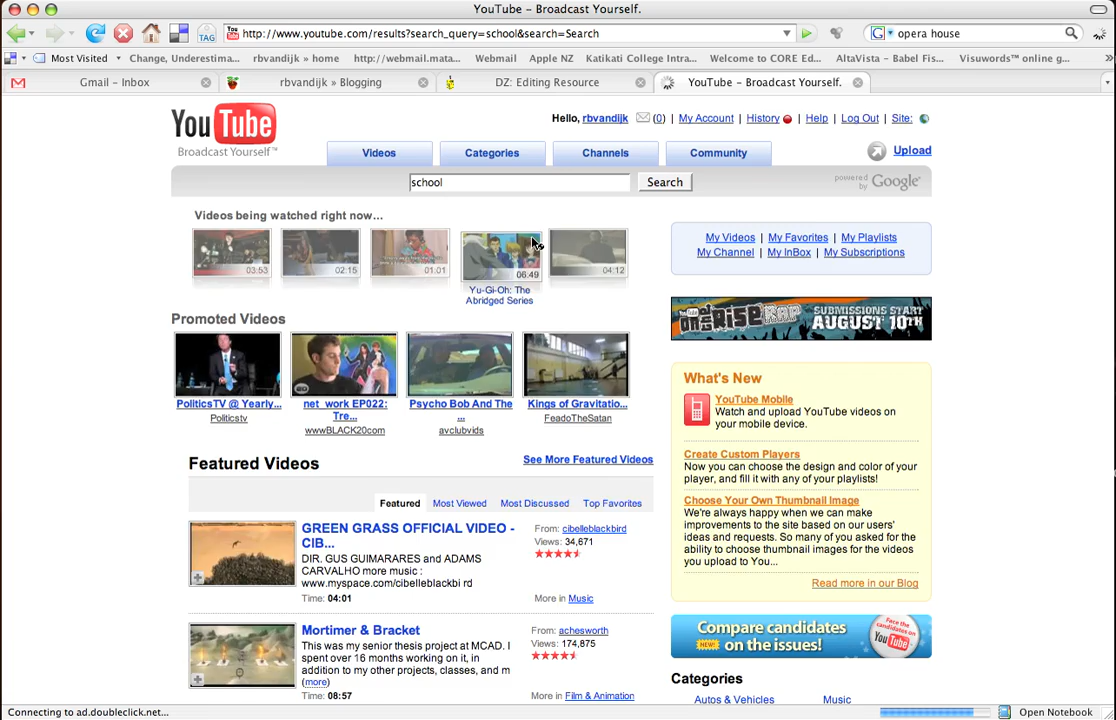 YouTube – Broadcast Yourself.
http://www.youtube.com/results?search_query=school&search=Search
opera house
TAG
Most Visited
Change, Underestima...
rbvandijk » home
http://webmail.mata...
Webmail
Apple NZ
Katikati College Intra...
Welcome to CORE Ed...
AltaVista - Babel Fis...
Visuwords™ online g...
Gmail – Inbox
rbvandijk » Blogging
DZ: Editing Resource
YouTube – Broadcast Yourself.
YouTube
Broadcast Yourself™
Hello, rbvandijk (0) | My Account | History | Help | Log Out | Site:
Videos
Categories
Channels
Community
Upload
school
Search
powered by Google
Videos being watched right now...
03:53
02:15
01:01
06:49
04:12
Yu-Gi-Oh: The
Abridged Series
My Videos | My Favorites | My Playlists
My Channel | My InBox | My Subscriptions
Promoted Videos
PoliticsTV @ Yearly...
Politicstv
net_work EP022:
Tre...
wwwBLACK20com
Psycho Bob And The
...
avclubvids
Kings of Gravitatio...
FeadoTheSatan
On the Rise Rap
SUBMISSIONS START
AUGUST 10TH
What's New
YouTube Mobile
Watch and upload YouTube videos on
your mobile device.
Create Custom Players
Now you can choose the design and color of your
player, and fill it with any of your playlists!
Choose Your Own Thumbnail Image
We're always happy when we can make
improvements to the site based on our users'
ideas and requests. So many of you asked for the
ability to choose thumbnail images for the videos
you upload to You...
Read more in our Blog
Featured Videos
See More Featured Videos
Featured
Most Viewed
Most Discussed
Top Favorites
GREEN GRASS OFFICIAL VIDEO -
CIB...
DIR. GUS GUIMARARES and ADAMS
CARVALHO more music :
www.myspace.com/cibelleblackbi rd
Time: 04:01
From: cibelleblackbird
Views: 34,671
More in Music
Mortimer & Bracket
This was my senior thesis project at MCAD. I
spent over 16 months working on it, in
addition to my other projects, classes, and m
(more)
Time: 08:57
From: achesworth
Views: 174,875
More in Film & Animation
Compare candidates
NEW! on the issues!
Face the candidates on YouTube
Categories
Autos & Vehicles
Music
Connecting to ad.doubleclick.net...
Open Notebook